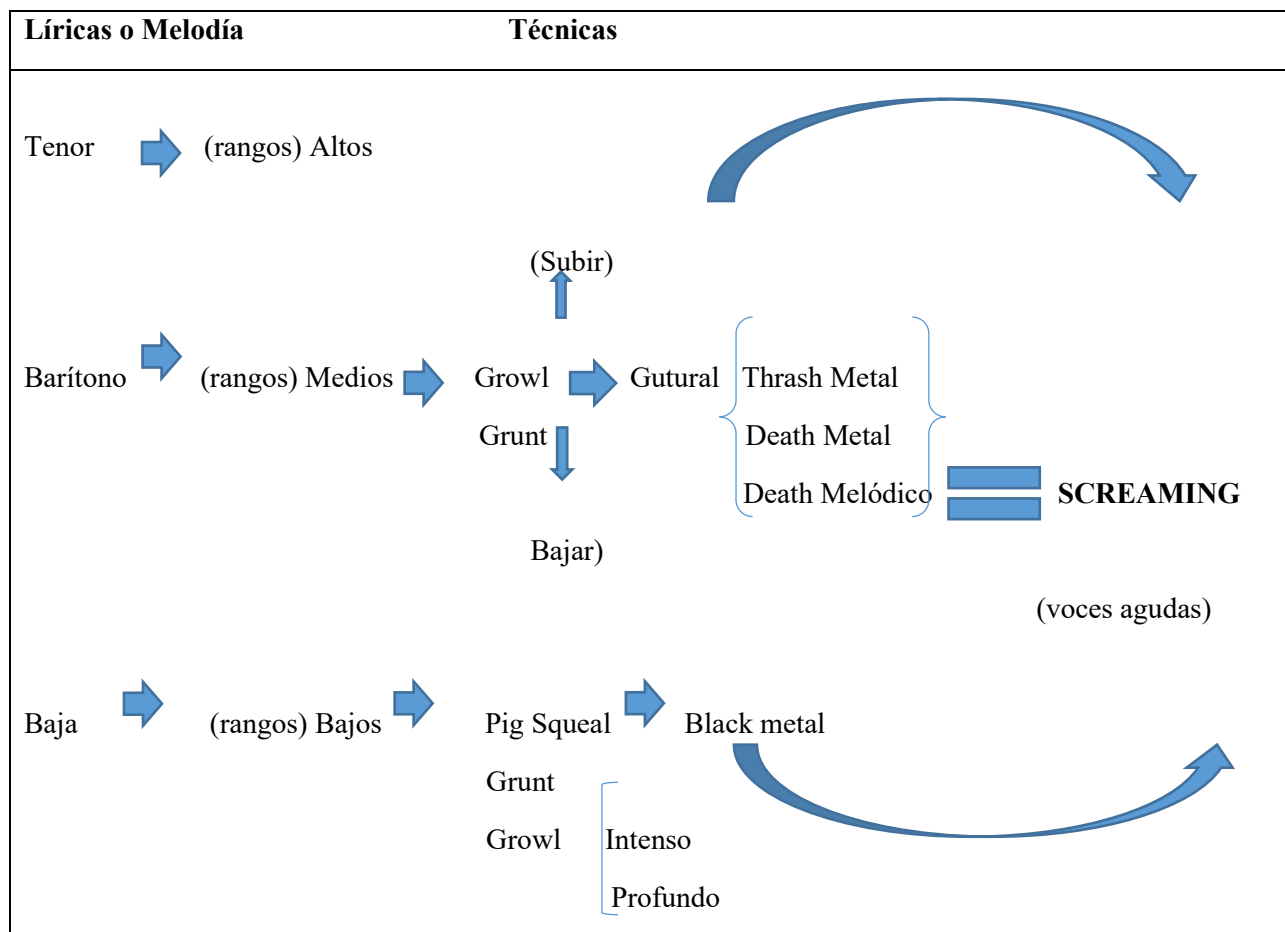 Líricas o Melodía Técnicas
Tenor (rangos) Altos
(Subir)
Barítono (rangos) Medios Growl Gutural Thrash Metal
Grunt Death Metal
Death Melódico SCREAMING
Bajar)
(voces agudas)
Baja (rangos) Bajos Pig Squeal Black metal
Grunt
Growl Intenso
Profundo